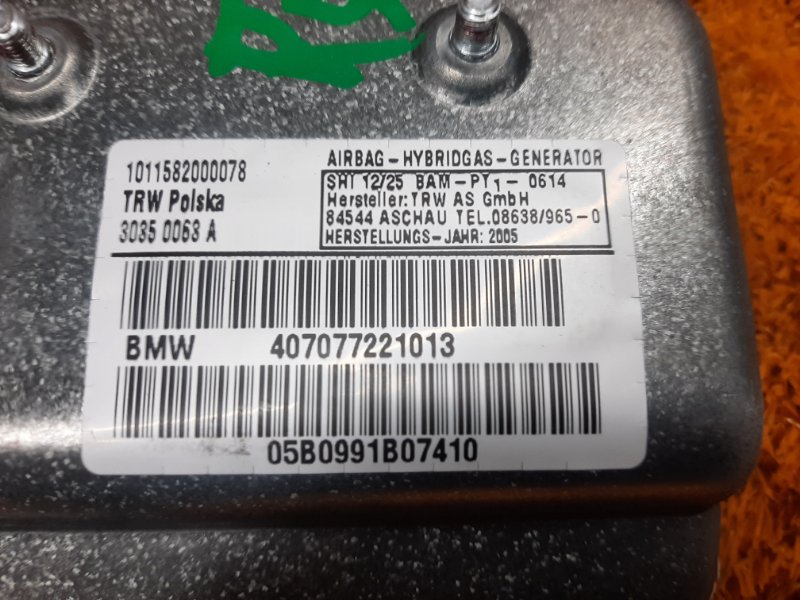 1011582000078
TRW Polska
3035 0063 A
AIRBAG-HYBRIDGAS-GENERATOR
SHI 12/25 BAM-PT1-0614
Hersteller: TRW AS GmbH
84544 ASCHAU TEL.08638/965-0
HERSTELLUNGS-JAHR: 2005
BMW 407077221013
05B0991B07410